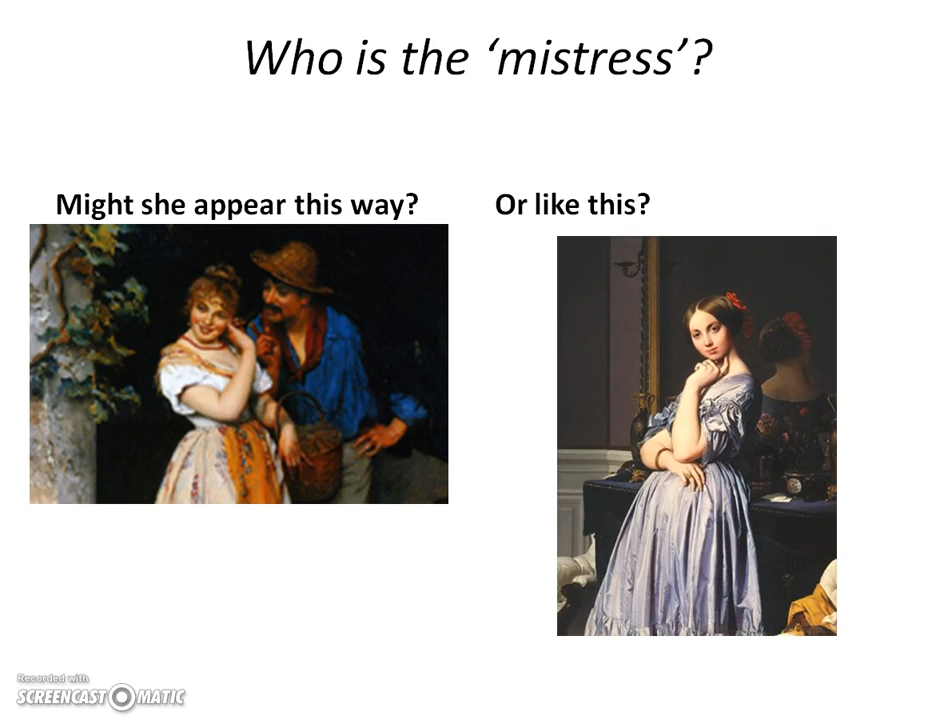 Who is the ‘mistress’?
Might she appear this way?
Or like this?
Recorded with
SCREENCAST O MATIC